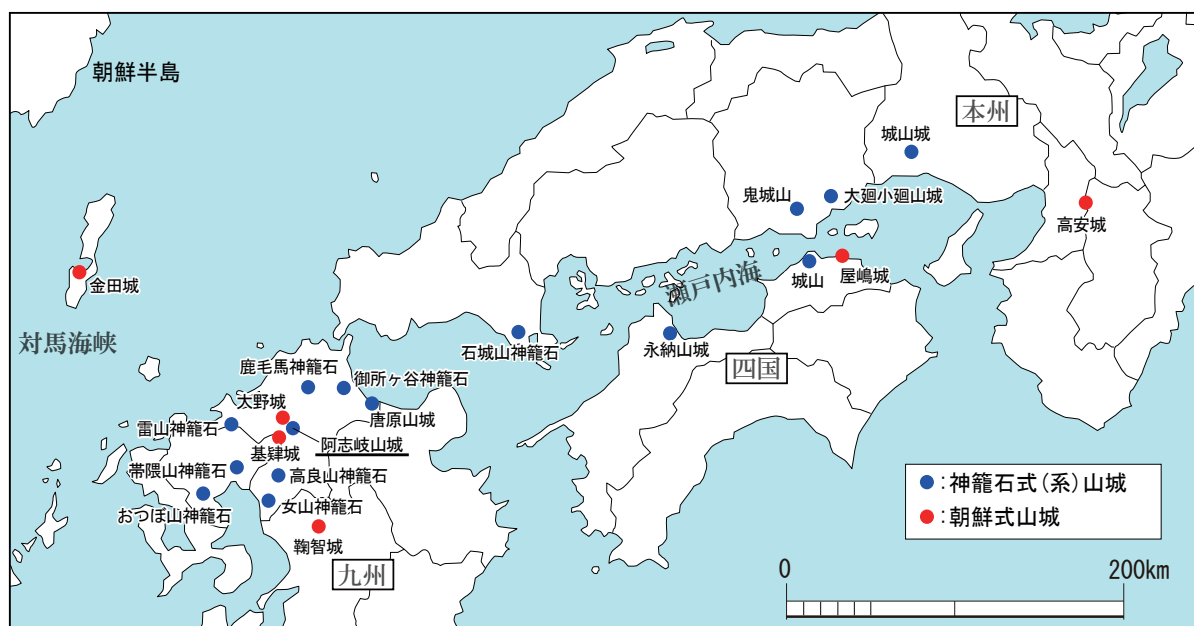 朝鮮半島
本州
城山城
鬼城山
大廻小廻山城
高安城
金田城
瀬戸内海
城山
屋嶋城
対馬海峡
石城山神籠石
永納山城
四国
鹿毛馬神籠石
御所ヶ谷神籠石
大野城
唐原山城
雷山神籠石
基肄城
阿志岐山城
帯隈山神籠石
高良山神籠石
おつぼ山神籠石
女山神籠石
鞠智城
九州
:神籠石式(系)山城
:朝鮮式山城
0 200km